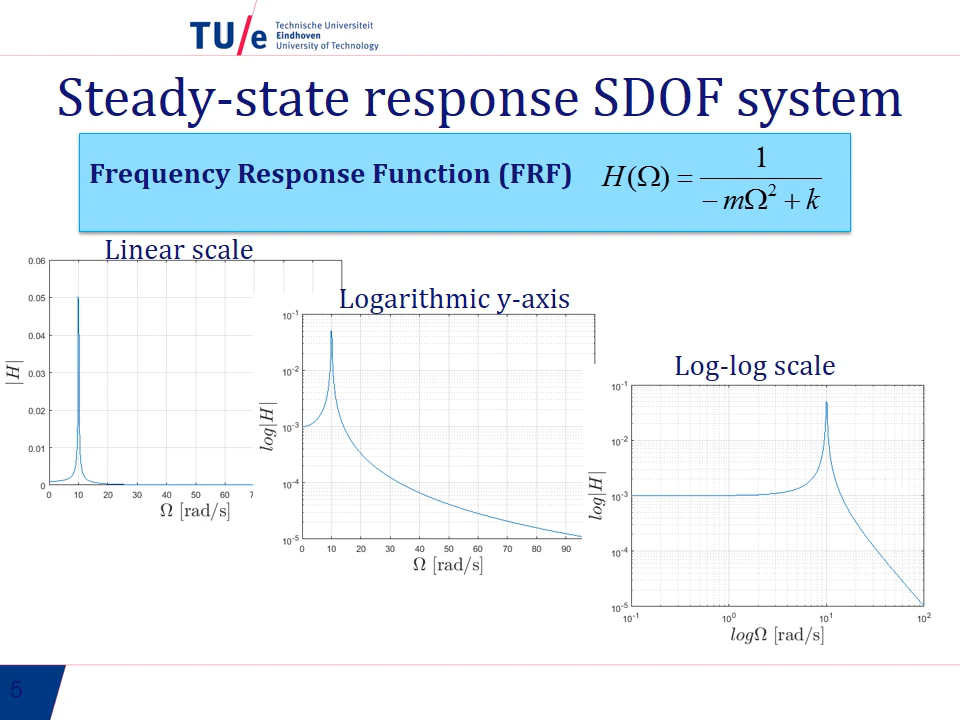 TU/e
Technische Universiteit
Eindhoven
University of Technology
Steady-state response SDOF system
Frequency Response Function (FRF) H(Ω) = 1 / (−mΩ² + k)
Linear scale
0.06
0.05
0.04
0.03
0.02
0.01
0
|H|
0 10 20 30 40 50 60 7
Ω [rad/s]
Logarithmic y-axis
10⁻¹
10⁻²
10⁻³
10⁻⁴
10⁻⁵
log|H|
0 10 20 30 40 50 60 70 80 90
Ω [rad/s]
Log-log scale
10⁻¹
10⁻²
10⁻³
10⁻⁴
10⁻⁵
log|H|
10⁻¹ 10⁰ 10¹ 10²
logΩ [rad/s]
5